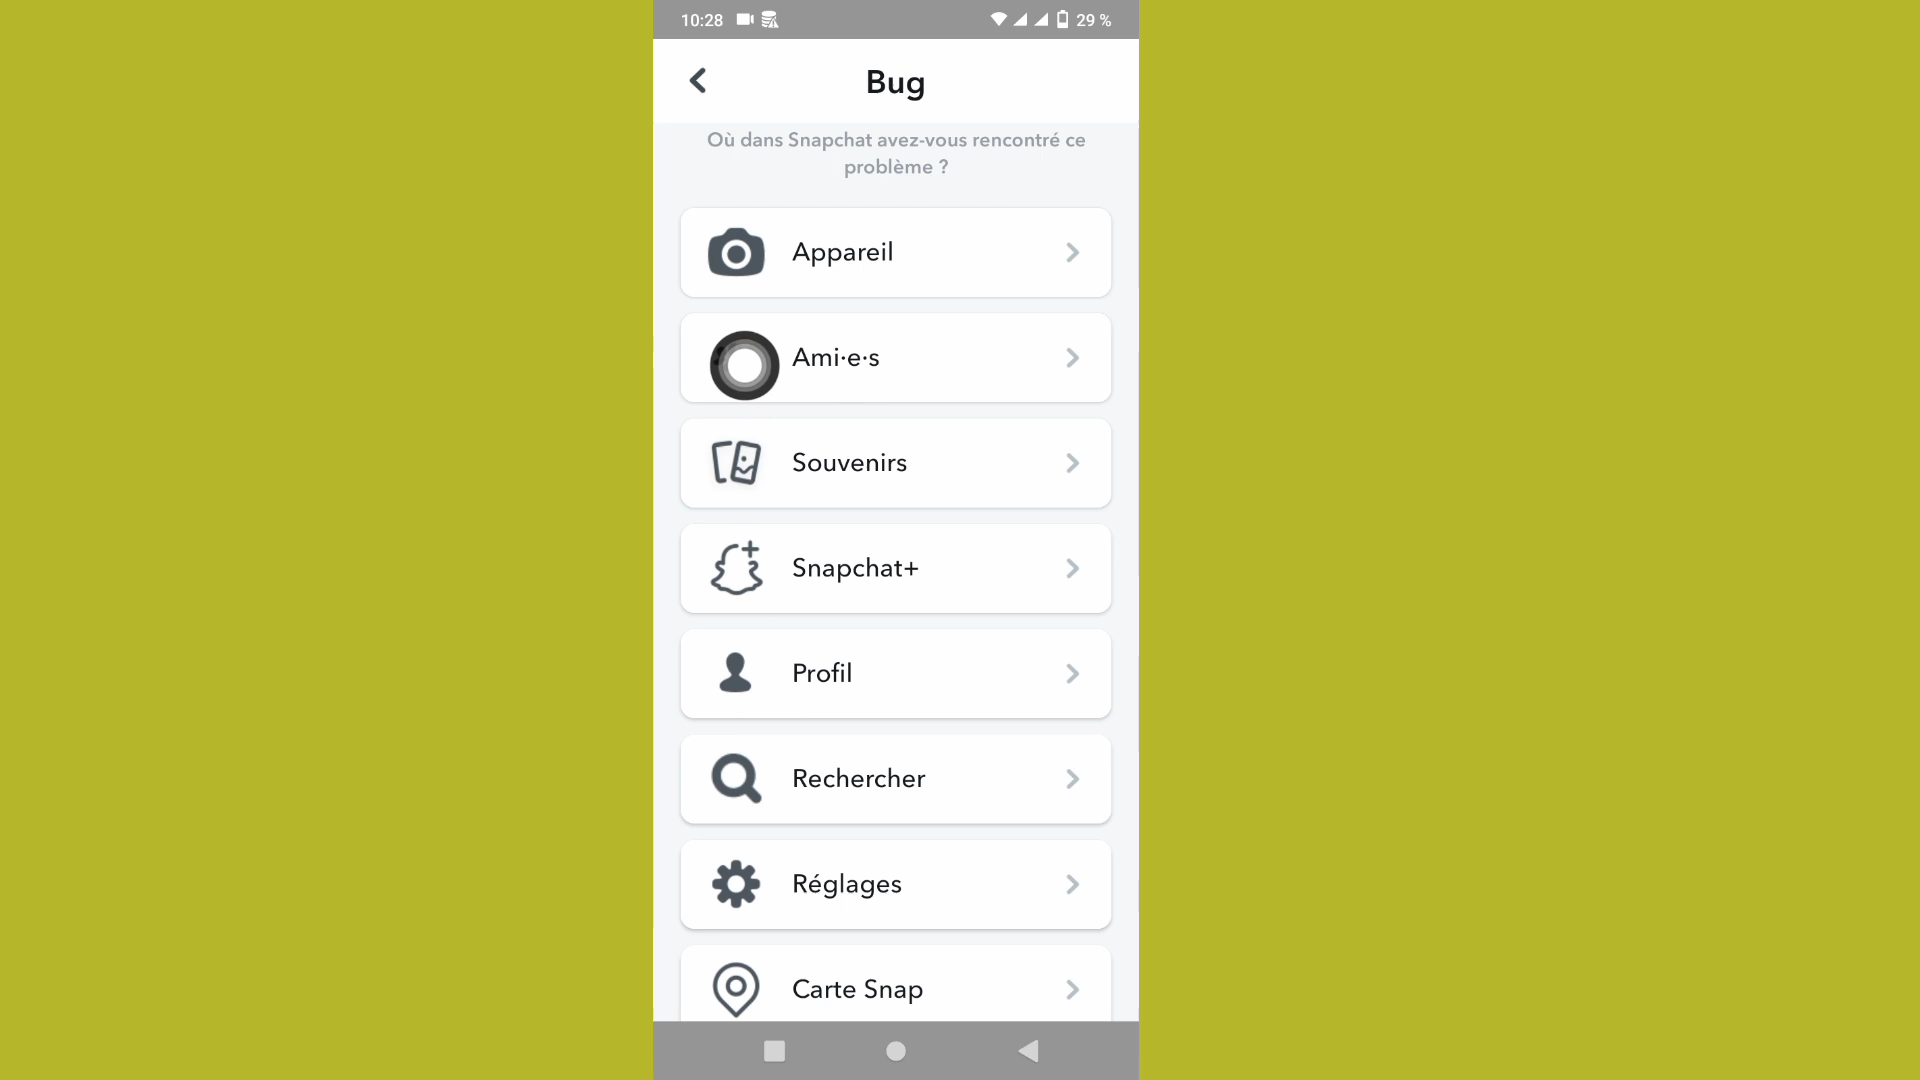 10:28
29 %
Bug
Où dans Snapchat avez-vous rencontré ce
problème ?
Appareil
Ami·e·s
Souvenirs
Snapchat+
Profil
Rechercher
Réglages
Carte Snap